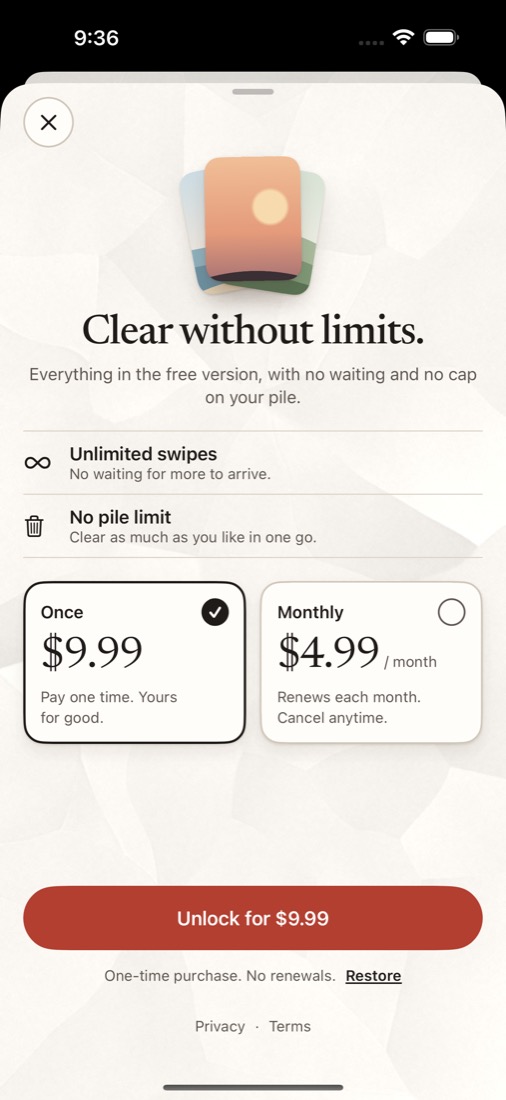 9:36
Clear without limits.
Everything in the free version, with no waiting and no cap
on your pile.
Unlimited swipes
No waiting for more to arrive.
No pile limit
Clear as much as you like in one go.
Once
$9.99
Pay one time. Yours
for good.
Monthly
$4.99 / month
Renews each month.
Cancel anytime.
Unlock for $9.99
One-time purchase. No renewals. Restore
Privacy · Terms